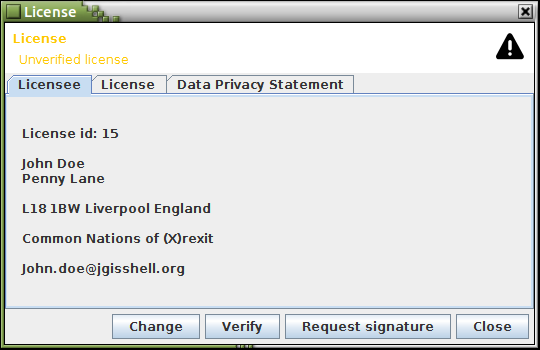 License
License
Unverified license
Licensee License Data Privacy Statement
License id: 15
John Doe
Penny Lane
L18 1BW Liverpool England
Common Nations of (X)rexit
John.doe@jgisshell.org
Change Verify Request signature Close